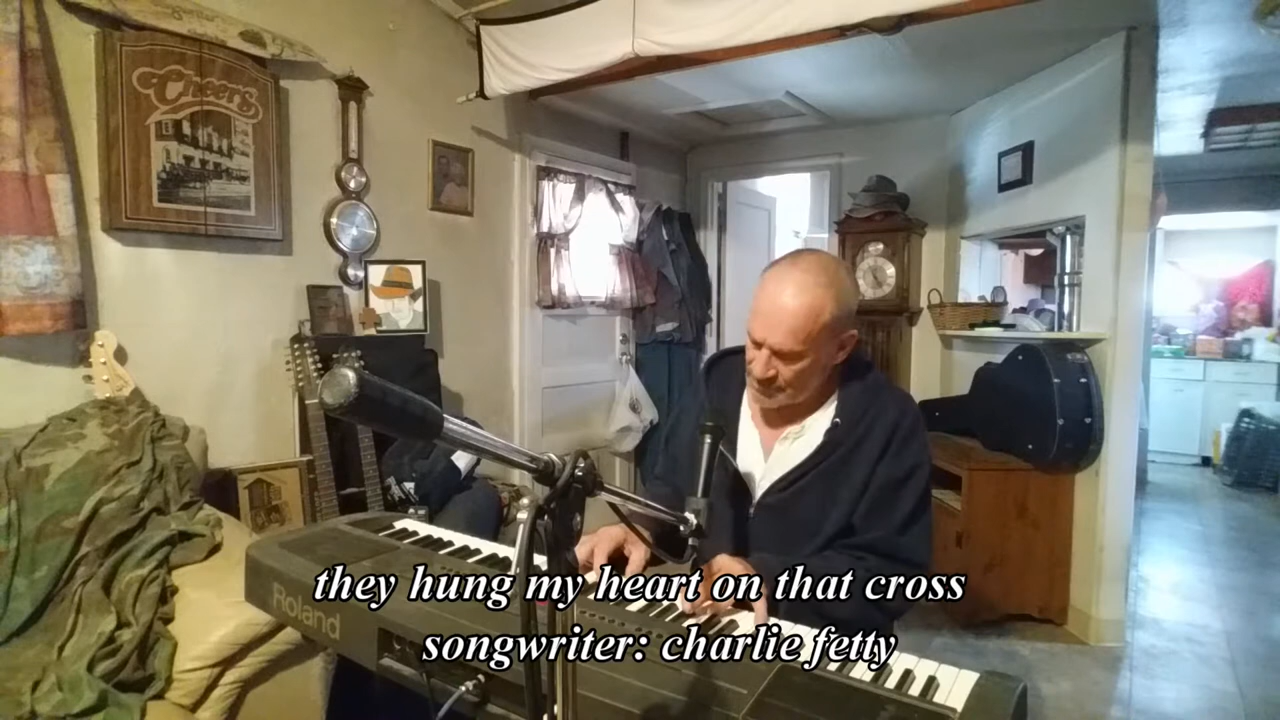 Cheers
Roland
they hung my heart on that cross
songwriter: charlie fetty